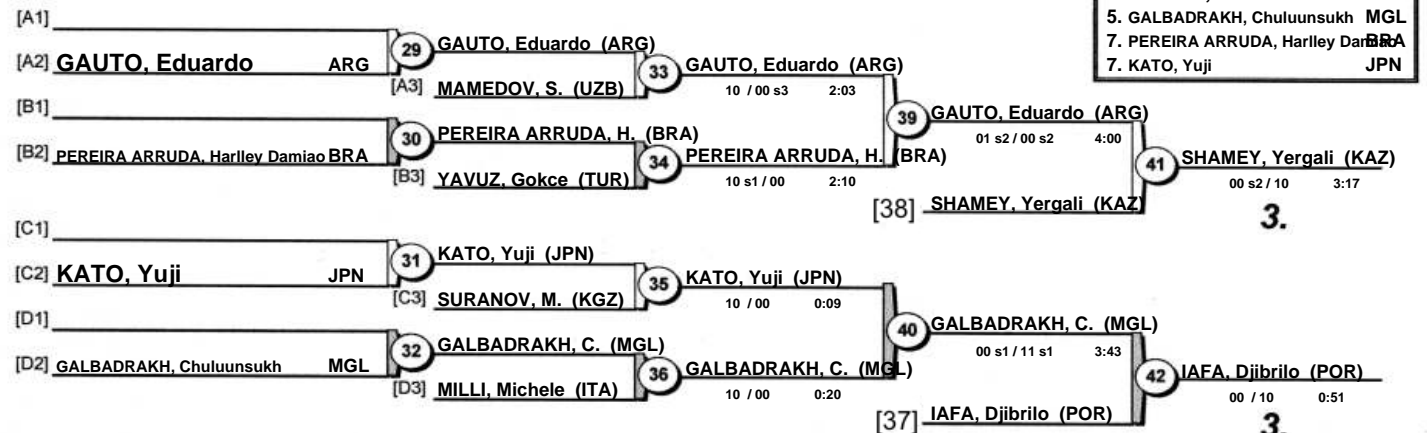 5. GALBADRAKH, Chuluunsukh MGL
7. PEREIRA ARRUDA, Harlley Damiao BRA
7. KATO, Yuji JPN
[A1]
[A2] GAUTO, Eduardo ARG
29 GAUTO, Eduardo (ARG)
[A3] MAMEDOV, S. (UZB)
33 GAUTO, Eduardo (ARG)
10 / 00 s3 2:03
[B1]
[B2] PEREIRA ARRUDA, Harlley Damiao BRA
30 PEREIRA ARRUDA, H. (BRA)
[B3] YAVUZ, Gokce (TUR)
34 PEREIRA ARRUDA, H. (BRA)
10 s1 / 00 2:10
39 GAUTO, Eduardo (ARG)
01 s2 / 00 s2 4:00
[38] SHAMEY, Yergali (KAZ)
41 SHAMEY, Yergali (KAZ)
00 s2 / 10 3:17
3.
[C1]
[C2] KATO, Yuji JPN
31 KATO, Yuji (JPN)
[C3] SURANOV, M. (KGZ)
35 KATO, Yuji (JPN)
10 / 00 0:09
[D1]
[D2] GALBADRAKH, Chuluunsukh MGL
32 GALBADRAKH, C. (MGL)
[D3] MILLI, Michele (ITA)
36 GALBADRAKH, C. (MGL)
10 / 00 0:20
40 GALBADRAKH, C. (MGL)
00 s1 / 11 s1 3:43
[37] IAFA, Djibrilo (POR)
42 IAFA, Djibrilo (POR)
00 / 10 0:51
3.